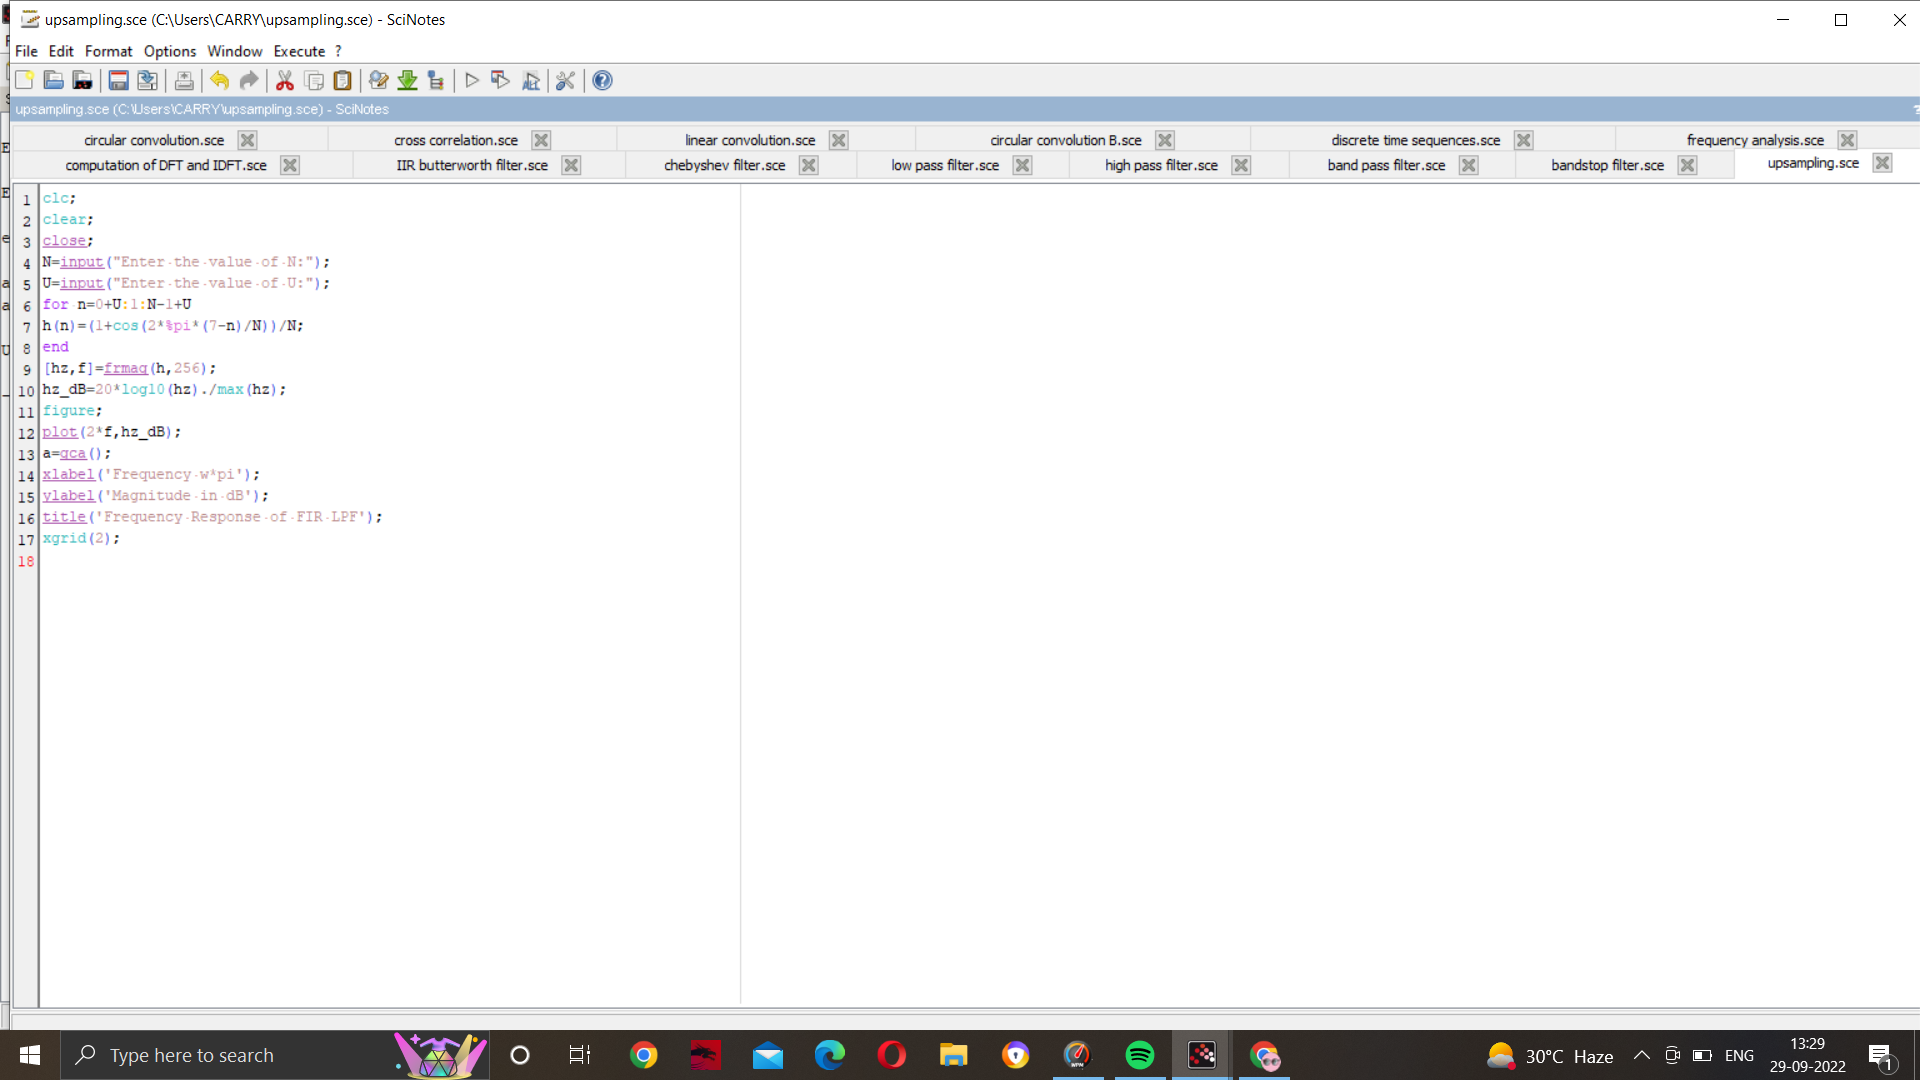 upsampling.sce (C:\Users\CARRY\upsampling.sce) - SciNotes
File Edit Format Options Window Execute ?
upsampling.sce (C:\Users\CARRY\upsampling.sce) - SciNotes
circular convolution.sce cross correlation.sce linear convolution.sce circular convolution B.sce discrete time sequences.sce frequency analysis.sce
computation of DFT and IDFT.sce IIR butterworth filter.sce chebyshev filter.sce low pass filter.sce high pass filter.sce band pass filter.sce bandstop filter.sce upsampling.sce
1 clc;
2 clear;
3 close;
4 N=input("Enter the value of N:");
5 U=input("Enter the value of U:");
6 for n=0+U:1:N-1+U
7 h(n)=(1+cos(2*%pi*(7-n)/N))/N;
8 end
9 [hz,f]=frmag(h,256);
10 hz_dB=20*log10(hz)./max(hz);
11 figure;
12 plot(2*f,hz_dB);
13 a=gca();
14 xlabel('Frequency w*pi');
15 ylabel('Magnitude in dB');
16 title('Frequency Response of FIR LPF');
17 xgrid(2);
18
Type here to search
30°C Haze
ENG
13:29
29-09-2022
1